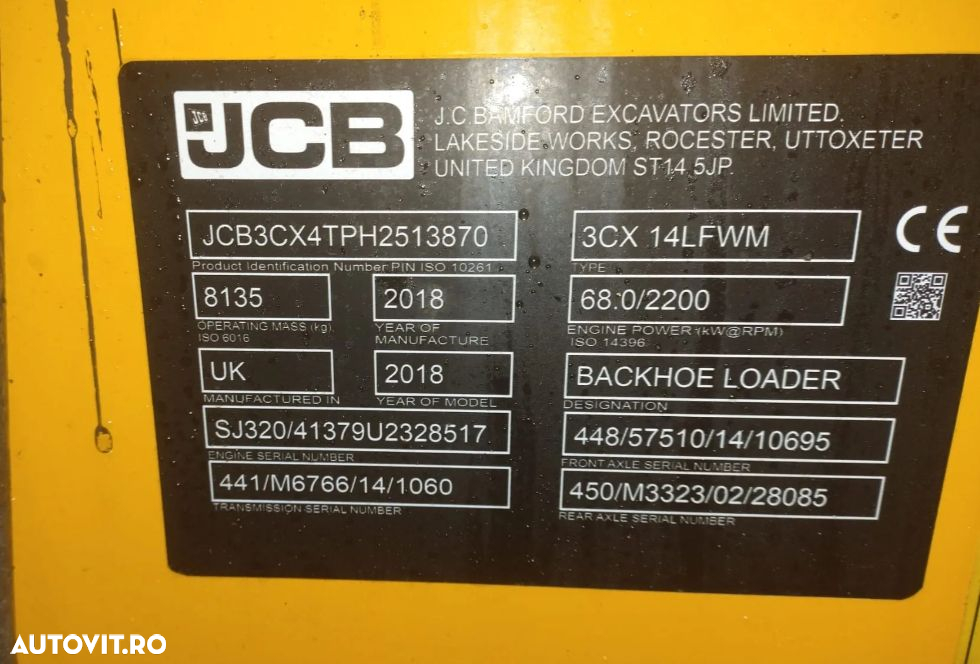 JCB
J.C.BAMFORD EXCAVATORS LIMITED.
LAKESIDE WORKS, ROCESTER, UTTOXETER
UNITED KINGDOM ST14 5JP.
JCB3CX4TPH2513870
Product Identification Number PIN ISO 10261
3CX 14LFWM
TYPE
CE
8135
OPERATING MASS (kg)
ISO 6016
2018
YEAR OF
MANUFACTURE
68.0/2200
ENGINE POWER (kW@RPM)
ISO 14396
UK
MANUFACTURED IN
2018
YEAR OF MODEL
BACKHOE LOADER
DESIGNATION
SJ320/41379U2328517
ENGINE SERIAL NUMBER
448/57510/14/10695
FRONT AXLE SERIAL NUMBER
441/M6766/14/1060
TRANSMISSION SERIAL NUMBER
450/M3323/02/28085
REAR AXLE SERIAL NUMBER
AUTOVIT.RO